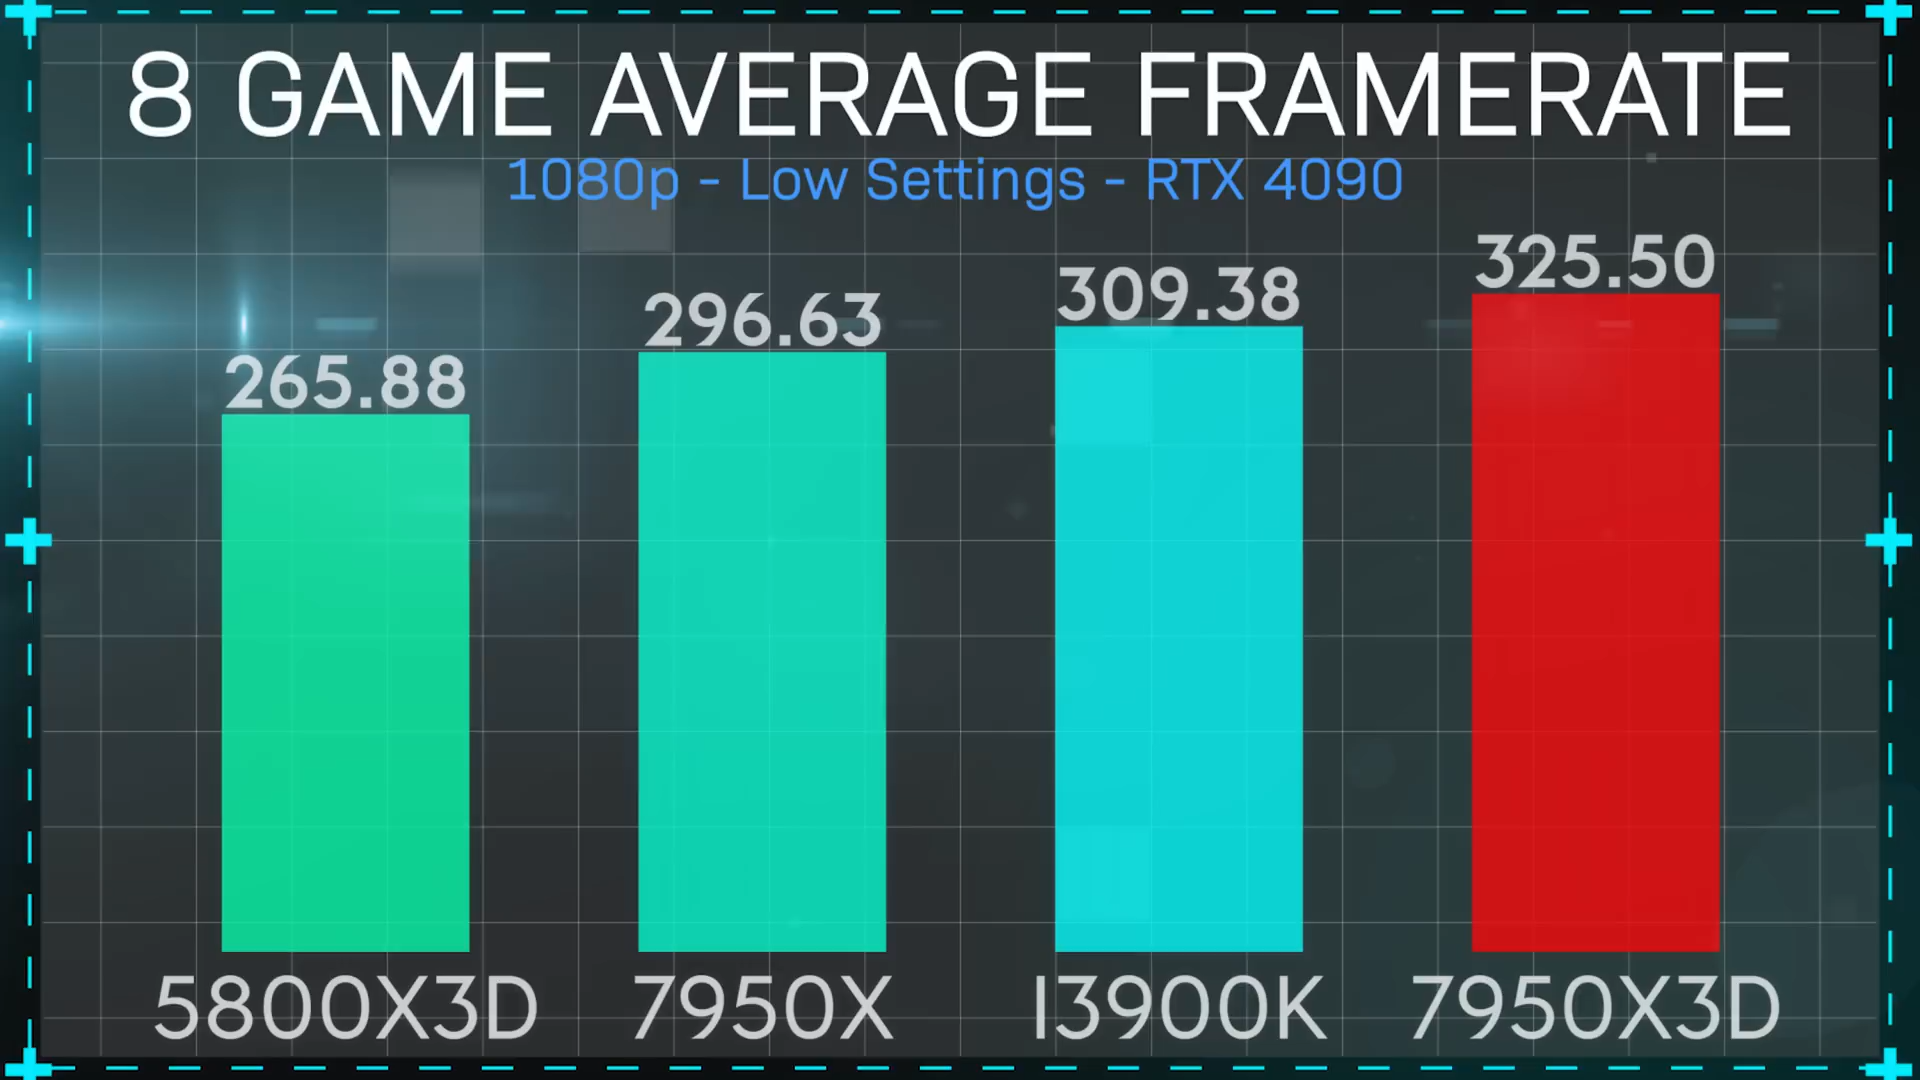 8 GAME AVERAGE FRAMERATE
1080p - Low Settings - RTX 4090
265.88
296.63
309.38
325.50
5800X3D
7950X
I3900K
7950X3D